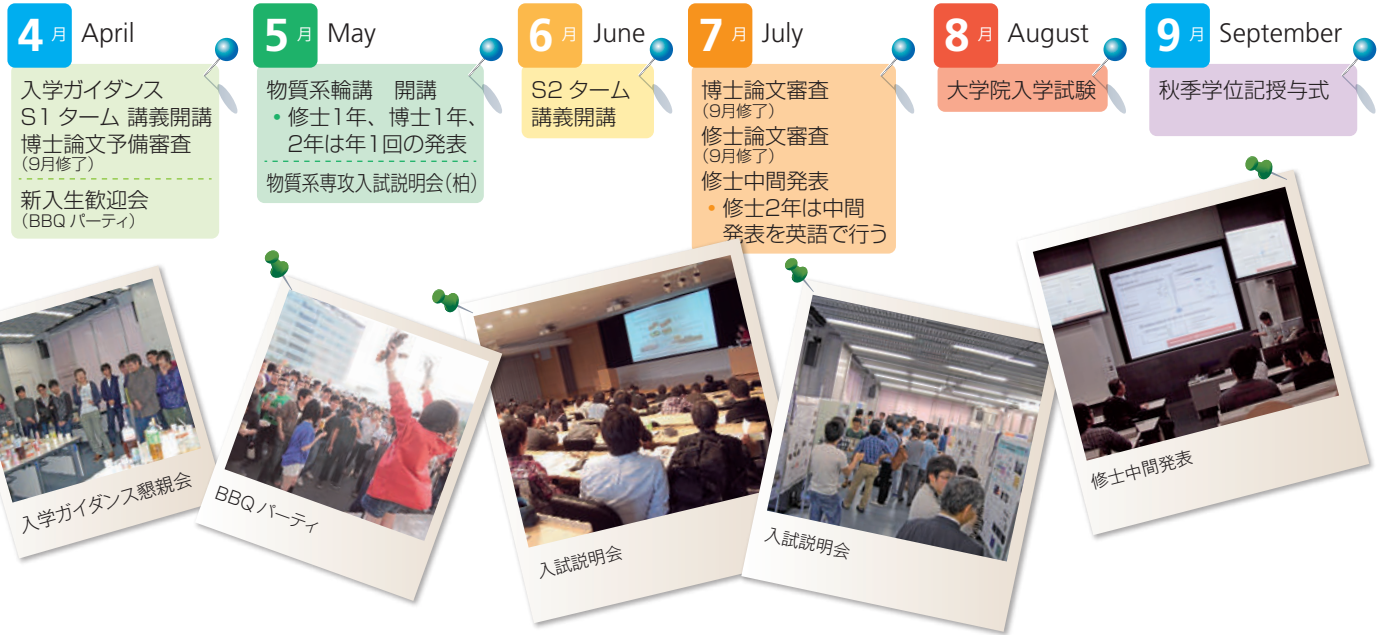 4月 April
入学ガイダンス
S1 ターム 講義開講
博士論文予備審査
(9月修了)
新入生歓迎会
(BBQ パーティ)
5月 May
物質系輪講　開講
• 修士1年、博士1年、
2年は年1回の発表
物質系専攻入試説明会(柏)
6月 June
S2 ターム
講義開講
7月 July
博士論文審査
(9月修了)
修士論文審査
(9月修了)
修士中間発表
• 修士2年は中間
発表を英語で行う
8月 August
大学院入学試験
9月 September
秋季学位記授与式
入学ガイダンス懇親会
BBQ パーティ
入試説明会
入試説明会
修士中間発表